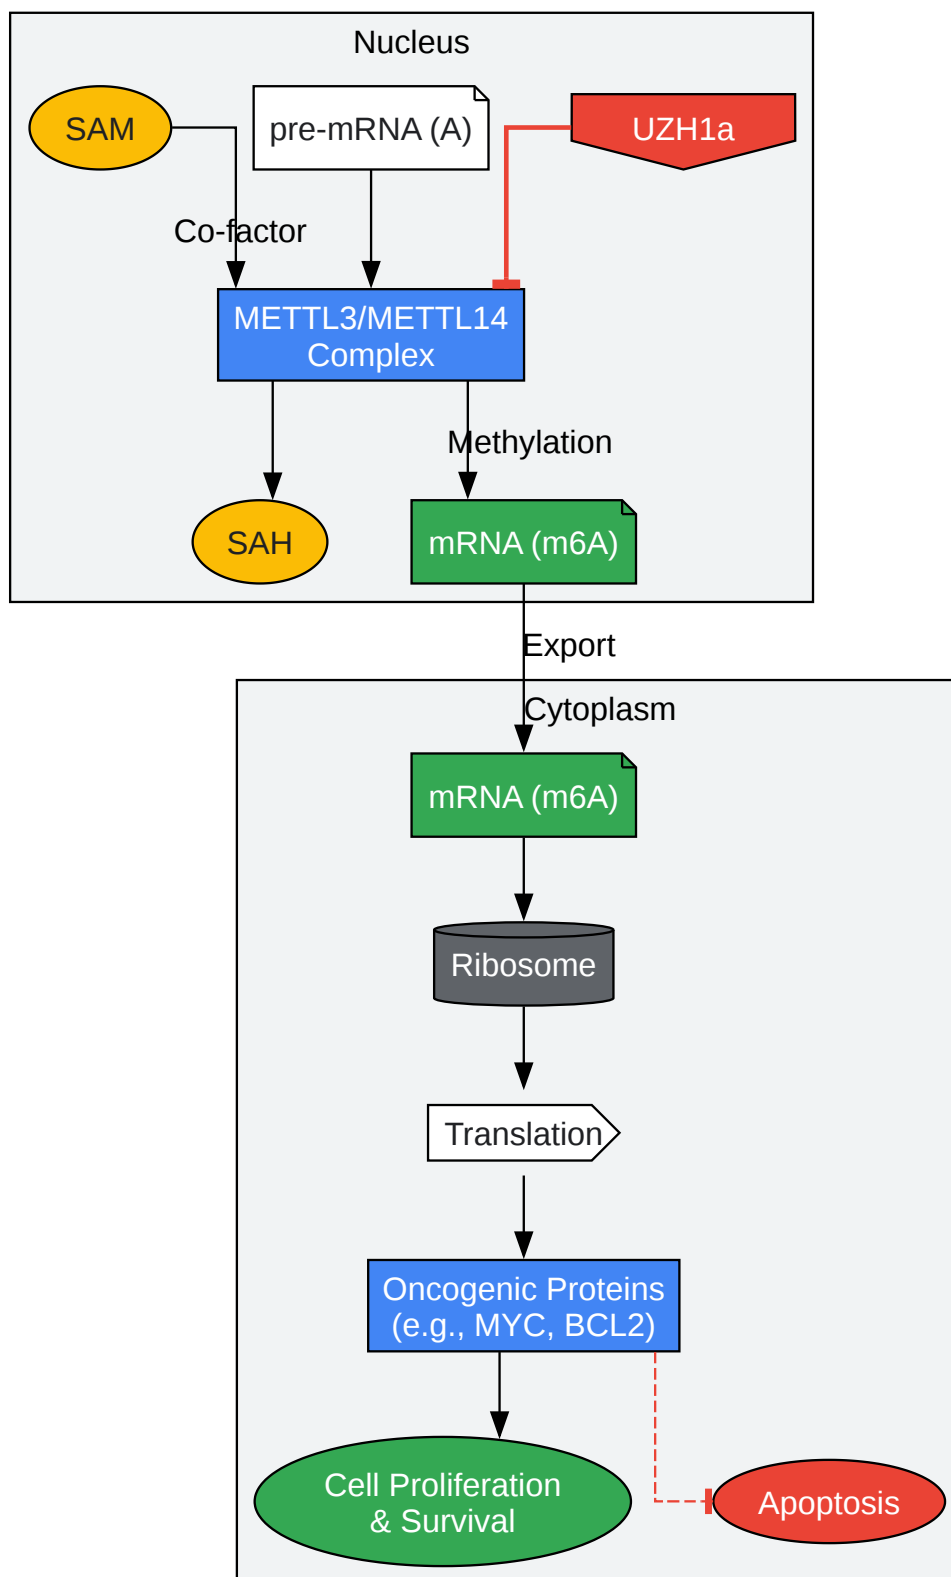 Nucleus
SAM
pre-mRNA (A)
UZH1a
Co-factor
METTL3/METTL14
Complex
Methylation
SAH
mRNA (m6A)
Export
Cytoplasm
mRNA (m6A)
Ribosome
Translation
Oncogenic Proteins
(e.g., MYC, BCL2)
Cell Proliferation
& Survival
Apoptosis